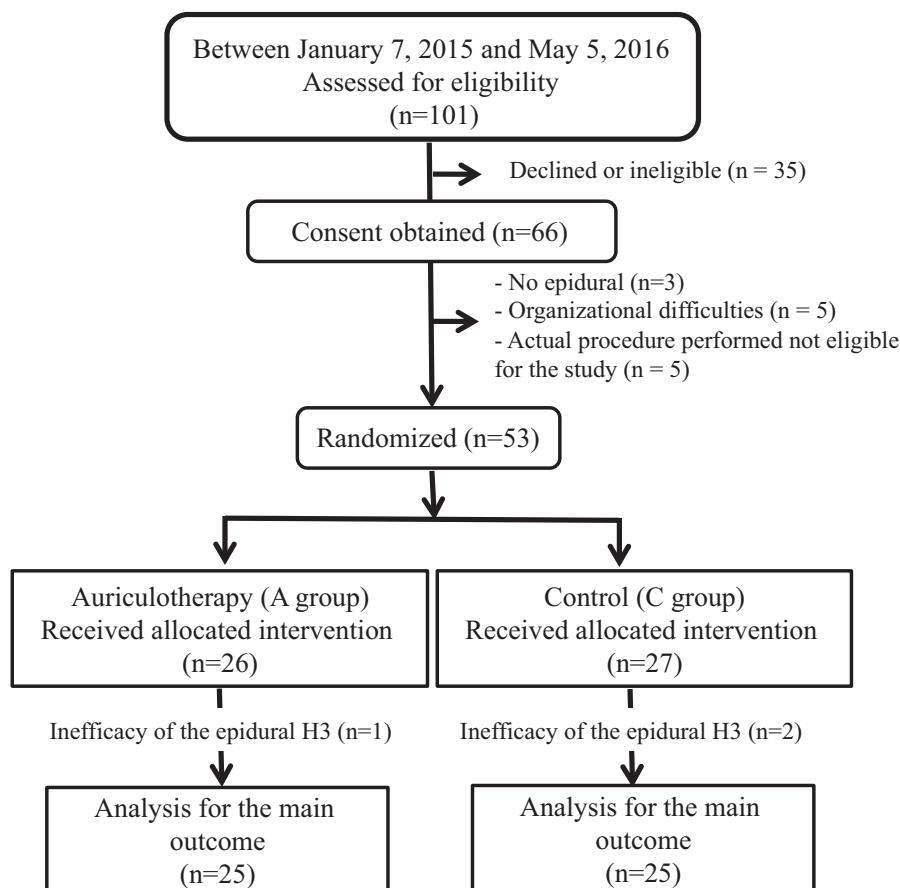 Between January 7, 2015 and May 5, 2016
Assessed for eligibility
(n=101)
Declined or ineligible (n = 35)
Consent obtained (n=66)
- No epidural (n=3)
- Organizational difficulties (n = 5)
- Actual procedure performed not eligible
for the study (n = 5)
Randomized (n=53)
Auriculotherapy (A group)
Received allocated intervention
(n=26)
Control (C group)
Received allocated intervention
(n=27)
Inefficacy of the epidural H3 (n=1)
Inefficacy of the epidural H3 (n=2)
Analysis for the main
outcome
(n=25)
Analysis for the main
outcome
(n=25)